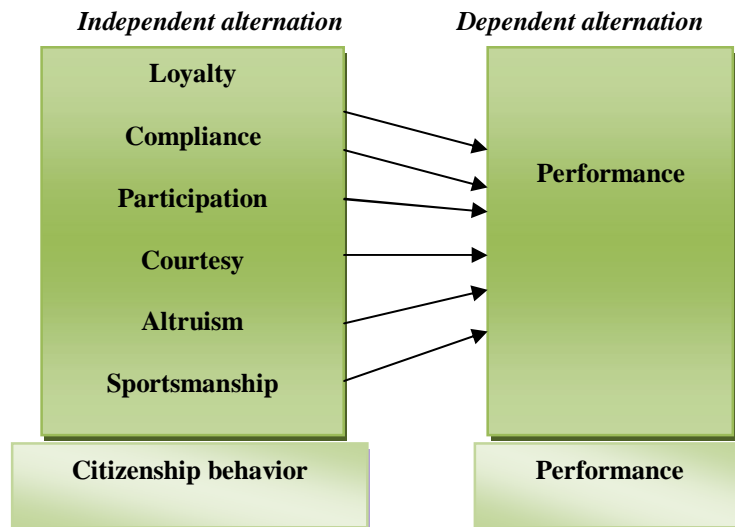 Independent alternation
Dependent alternation
Loyalty
Compliance
Participation
Courtesy
Altruism
Sportsmanship
Performance
Citizenship behavior
Performance